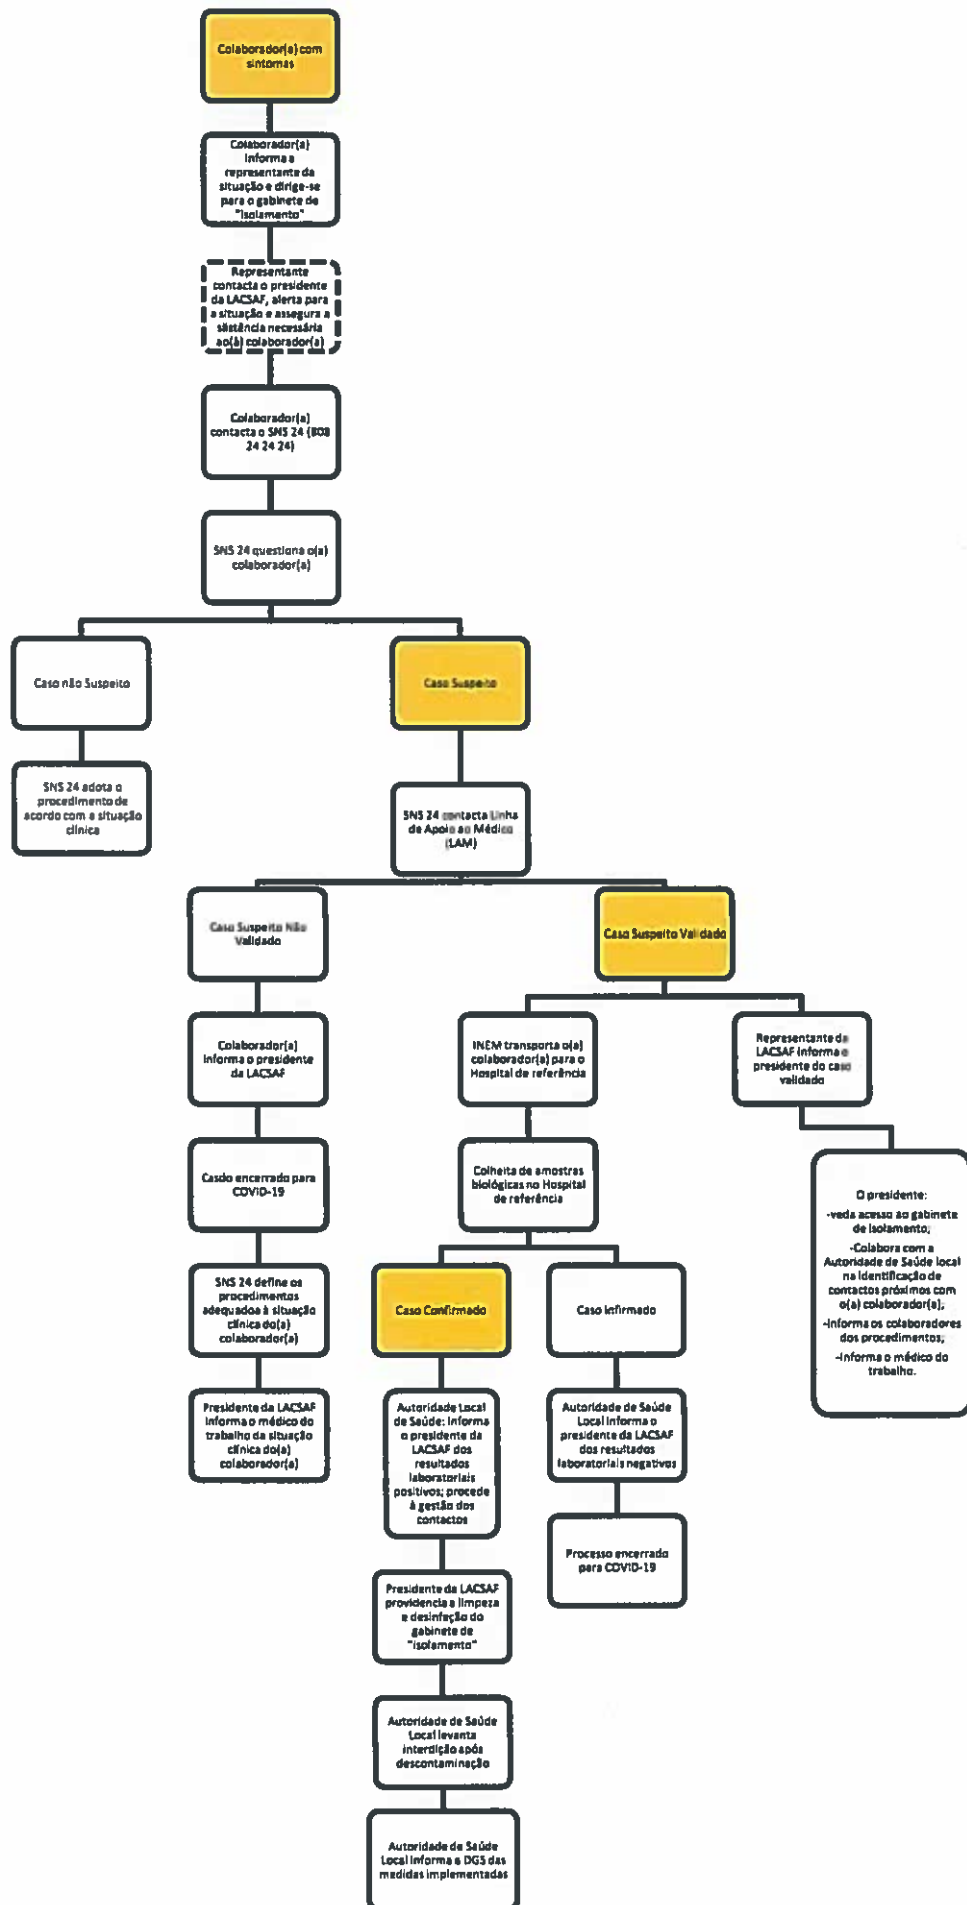 Colaborador(a) com
sintomas
Colaborador(a)
Informa a
representante da
situação e dirige-se
para o gabinete de
"Isolamento"
Representante
contacta o presidente
da LACSAF, alerta para
a situação e assegura a
sistência necessária
ao(à) colaborador(a)
Colaborador(a)
contacta o SNS 24 (808
24 24 24)
SNS 24 questiona o(a)
colaborador(a)
Caso não Suspeito
Caso Suspeito
SNS 24 adota o
procedimento de
acordo com a situação
clínica
SNS 24 contacta Linha
de Apoio ao Médico
(LAM)
Caso Suspeito Não
Validado
Caso Suspeito Validado
Colaborador(a)
Informa o presidente
da LACSAF
INEM transporta o(a)
colaborador(a) para o
Hospital de referência
Representante da
LACSAF Informa o
presidente do caso
validado
Casdo encerrado para
COVID-19
Colheita de amostras
biológicas no Hospital
de referência
O presidente:
-veda acesso ao gabinete
de isolamento;
-Colabora com a
Autoridade de Saúde local
na identificação de
contactos próximos com
o(a) colaborador(a);
-Informa os colaboradores
dos procedimentos;
-Informa o médico do
trabalho.
SNS 24 define os
procedimentos
adequados à situação
clínica do(a)
colaborador(a)
Caso Confirmado
Caso Infirmado
Presidente da LACSAF
Informa o médico do
trabalho da situação
clínica do(a)
colaborador(a)
Autoridade Local
de Saúde: Informa
o presidente da
LACSAF dos
resultados
laboratoriais
positivos; procede
à gestão dos
contactos
Autoridade de Saúde
Local Informa o
presidente da LACSAF
dos resultados
laboratoriais negativos
Processo encerrado
para COVID-19
Presidente da LACSAF
providencia a limpeza
e desinfeção do
gabinete de
"isolamento"
Autoridade de Saúde
Local levanta
interdição após
descontaminação
Autoridade de Saúde
Local Informa a DGS das
medidas implementadas